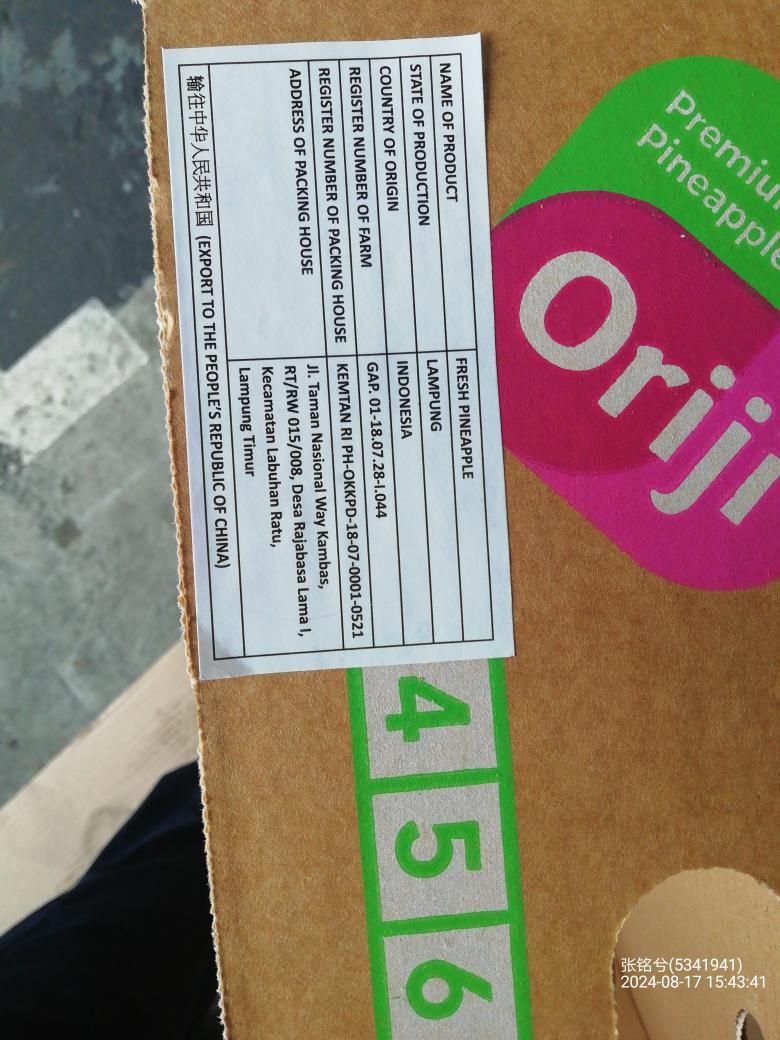 NAME OF PRODUCT FRESH PINEAPPLE
STATE OF PRODUCTION LAMPUNG
COUNTRY OF ORIGIN INDONESIA
REGISTER NUMBER OF FARM GAP. 01-18.07.28-I.044
REGISTER NUMBER OF PACKING HOUSE KEMTAN RI PH-OKKPD-18-07-0001-0521
ADDRESS OF PACKING HOUSE Jl. Taman Nasional Way Kambas,
RT/RW 015/008, Desa Rajabasa Lama I,
Kecamatan Labuhan Ratu,
Lampung Timur
输往中华人民共和国 (EXPORT TO THE PEOPLE'S REPUBLIC OF CHINA)
Premium
Pineapple
Oriji
4
5
6
张铭兮(5341941)
2024-08-17 15:43:41